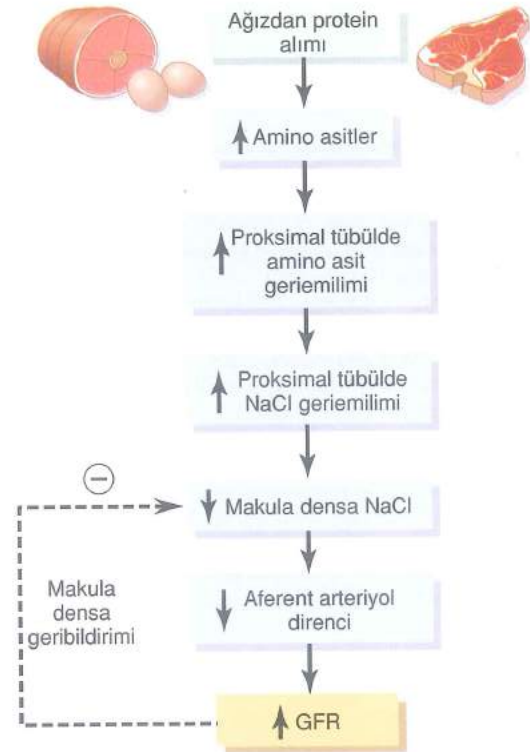 Ağızdan protein
alımı
↑ Amino asitler
↑ Proksimal tübülde
amino asit
geriemilimi
↑ Proksimal tübülde
NaCl geriemilimi
−
↓ Makula densa NaCl
Makula
densa
geribildirimi
↓ Aferent arteriyol
direnci
↑ GFR